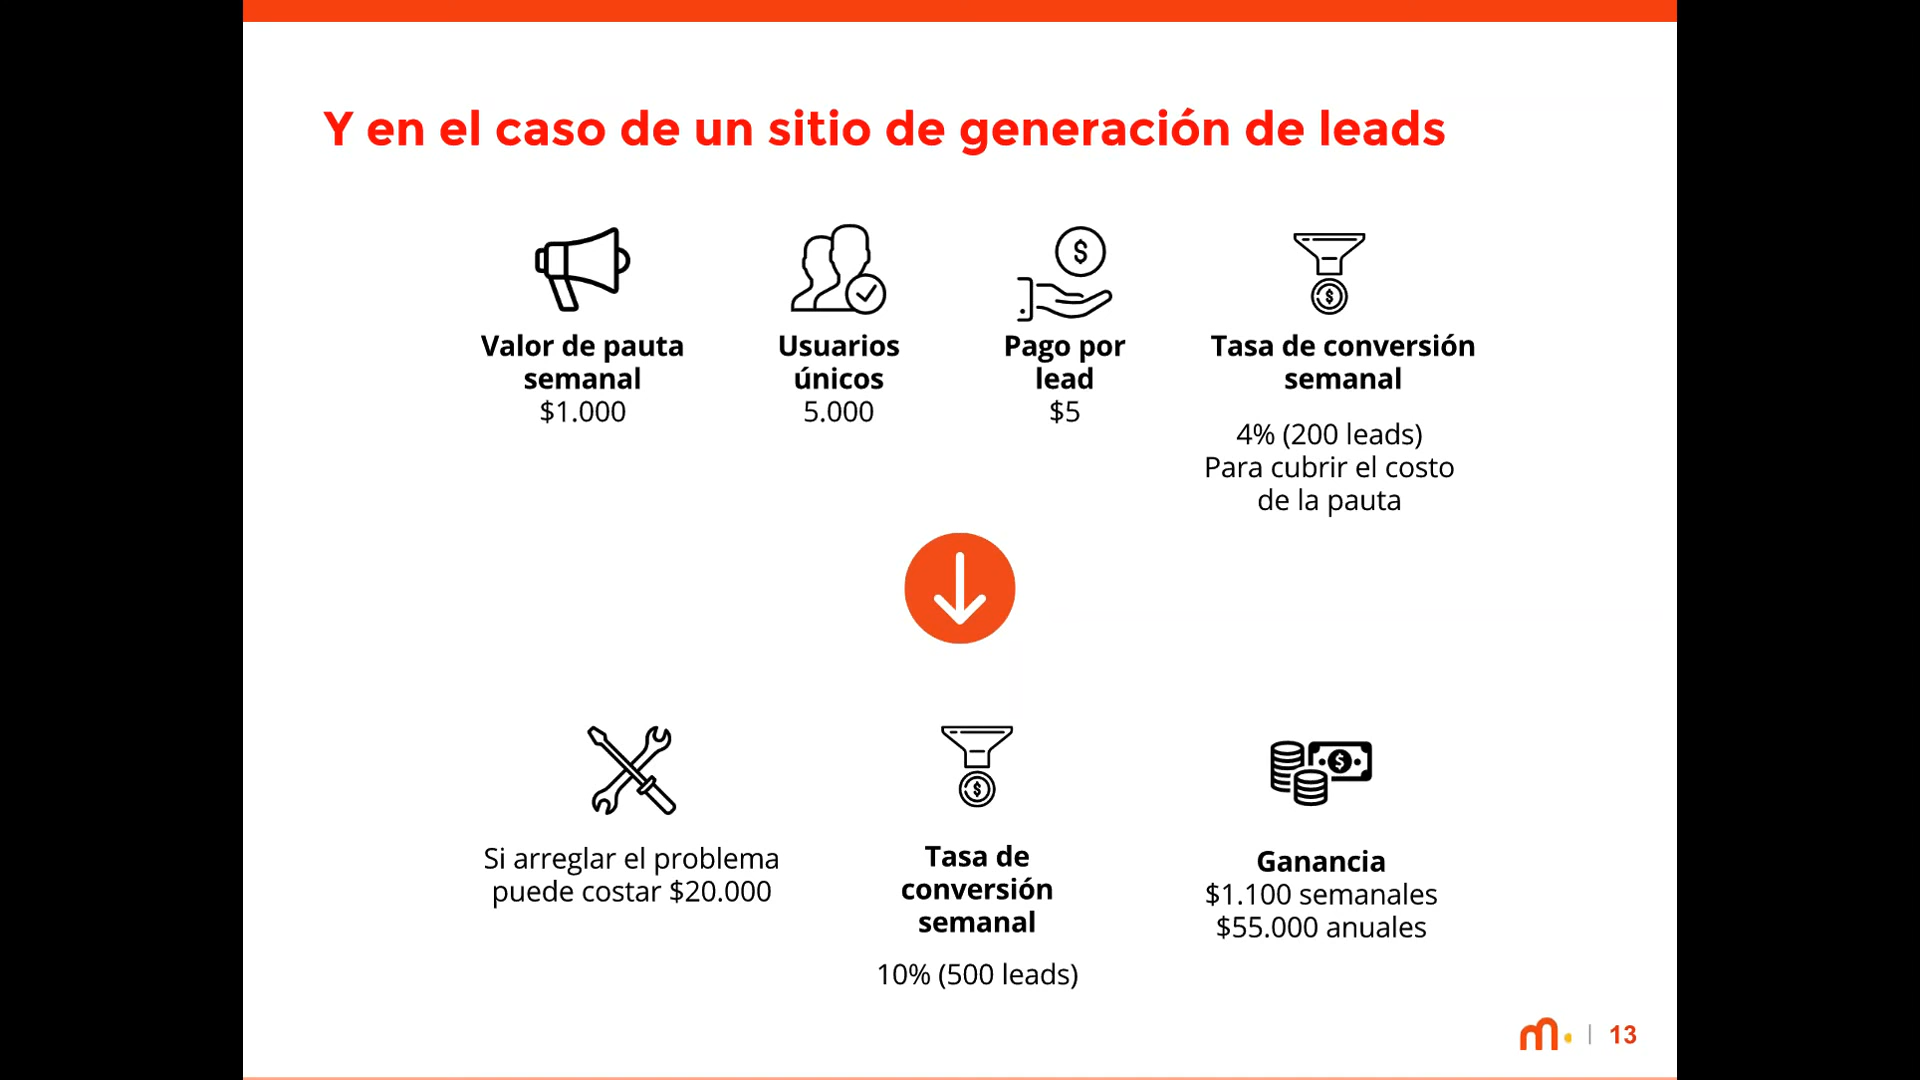 Y en el caso de un sitio de generación de leads
Valor de pauta
semanal
$1.000
Usuarios
únicos
5.000
Pago por
lead
$5
Tasa de conversión
semanal
4% (200 leads)
Para cubrir el costo
de la pauta
Si arreglar el problema
puede costar $20.000
Tasa de
conversión
semanal
10% (500 leads)
Ganancia
$1.100 semanales
$55.000 anuales
m. | 13